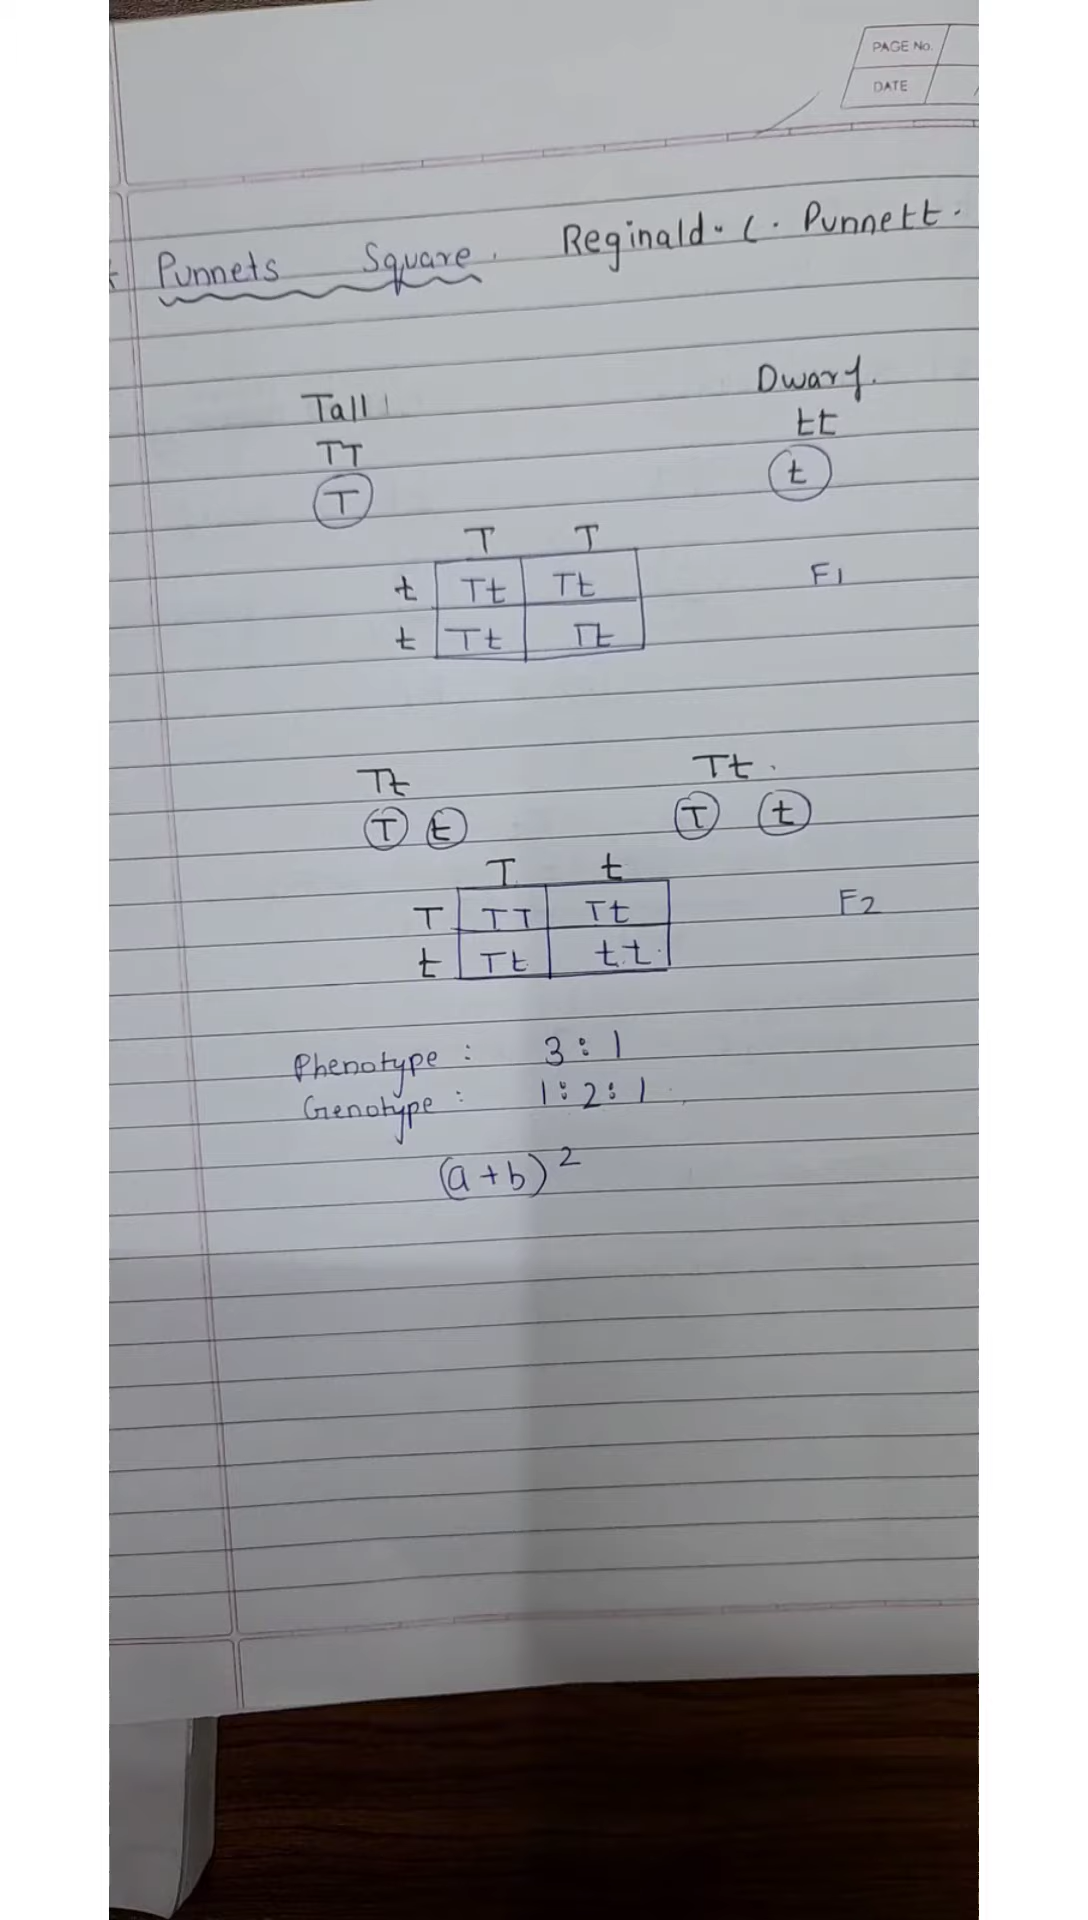 PAGE No.
DATE
Punnets Square. Reginald. C. Punnett.
Tall Dwarf.
TT tt
T t
T T
t Tt Tt F1
t Tt Tt
Tt Tt.
T t T t
T t
T TT Tt F2
t Tt tt.
Phenotype : 3 : 1
Genotype : 1 : 2 : 1
(a+b)²